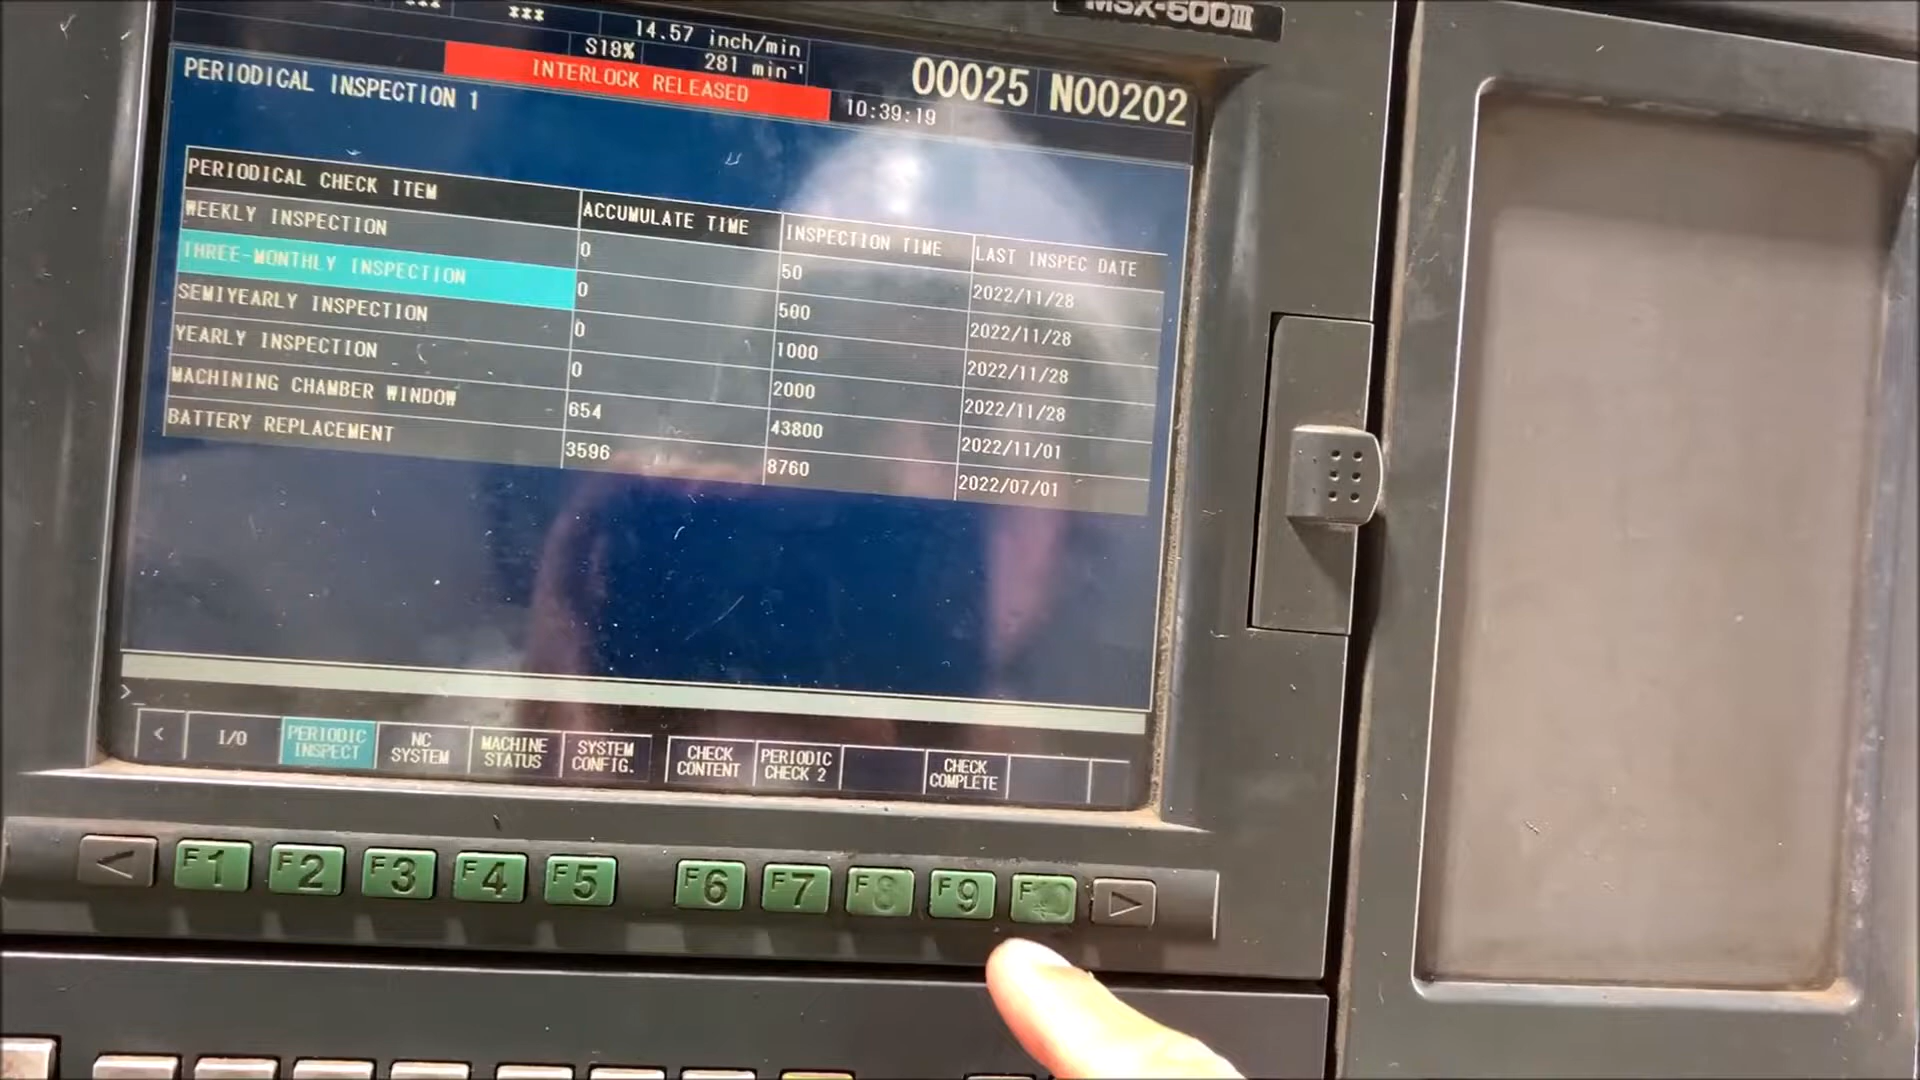 MSX-500III
***
***
14.57 inch/min
S18%
281 min⁻¹
INTERLOCK RELEASED
10:39:19
O0025 N00202
PERIODICAL INSPECTION 1
PERIODICAL CHECK ITEM ACCUMULATE TIME INSPECTION TIME LAST INSPEC DATE
WEEKLY INSPECTION 0 50 2022/11/28
THREE-MONTHLY INSPECTION 0 500 2022/11/28
SEMIYEARLY INSPECTION 0 1000 2022/11/28
YEARLY INSPECTION 0 2000 2022/11/28
MACHINING CHAMBER WINDOW 654 43800 2022/11/01
BATTERY REPLACEMENT 3596 8760 2022/07/01
>
< I/O PERIODIC INSPECT NC SYSTEM MACHINE STATUS SYSTEM CONFIG. CHECK CONTENT PERIODIC CHECK 2 CHECK COMPLETE
F1 F2 F3 F4 F5 F6 F7 F8 F9 F10